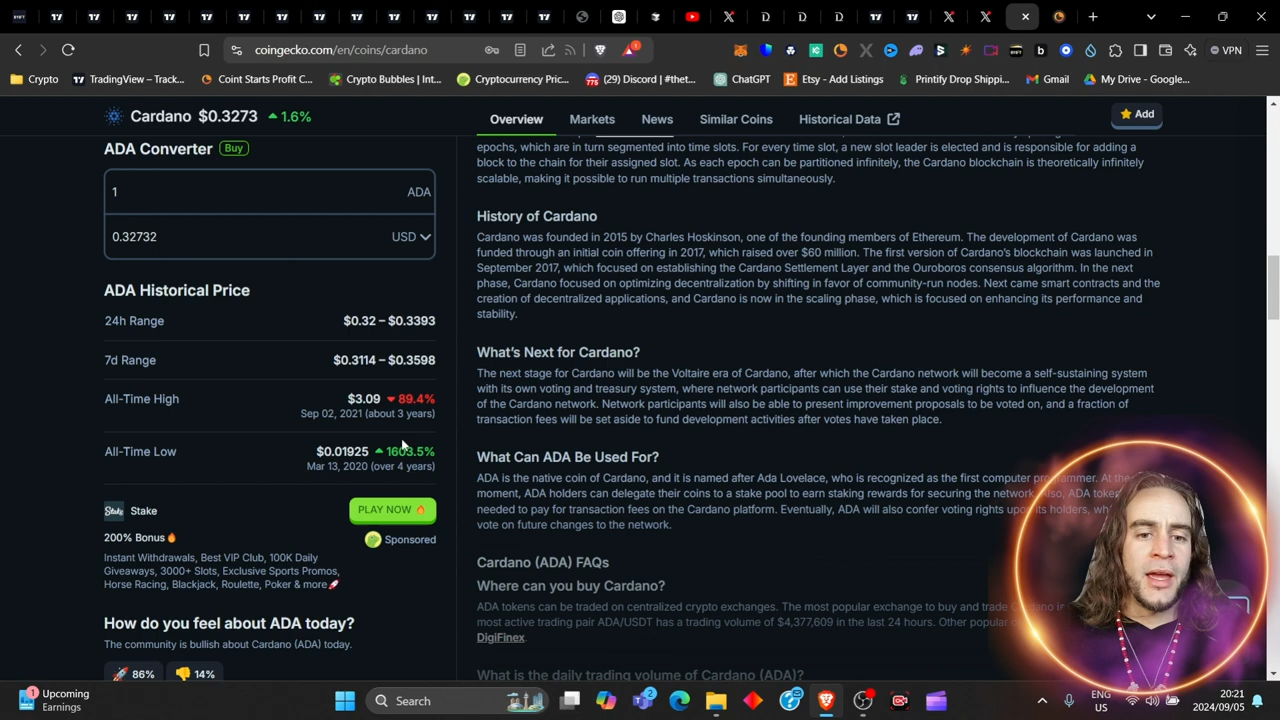 coingecko.com/en/coins/cardano
VPN
Crypto
TradingView – Track...
Coint Starts Profit C...
Crypto Bubbles | Int...
Cryptocurrency Pric...
(29) Discord | #thet...
ChatGPT
Etsy - Add Listings
Printify Drop Shippi...
Gmail
My Drive - Google...
Cardano $0.3273 1.6%
Overview
Markets
News
Similar Coins
Historical Data
Add
ADA Converter Buy
1 ADA
0.32732 USD
ADA Historical Price
24h Range $0.32 – $0.3393
7d Range $0.3114 – $0.3598
All-Time High $3.09 89.4%
Sep 02, 2021 (about 3 years)
All-Time Low $0.01925 1603.5%
Mar 13, 2020 (over 4 years)
Stake PLAY NOW
Sponsored
200% Bonus
Instant Withdrawals, Best VIP Club, 100K Daily
Giveaways, 3000+ Slots, Exclusive Sports Promos,
Horse Racing, Blackjack, Roulette, Poker & more
How do you feel about ADA today?
The community is bullish about Cardano (ADA) today.
86% 14%
epochs, which are in turn segmented into time slots. For every time slot, a new slot leader is elected and is responsible for adding a
block to the chain for their assigned slot. As each epoch can be partitioned infinitely, the Cardano blockchain is theoretically infinitely
scalable, making it possible to run multiple transactions simultaneously.
History of Cardano
Cardano was founded in 2015 by Charles Hoskinson, one of the founding members of Ethereum. The development of Cardano was
funded through an initial coin offering in 2017, which raised over $60 million. The first version of Cardano's blockchain was launched in
September 2017, which focused on establishing the Cardano Settlement Layer and the Ouroboros consensus algorithm. In the next
phase, Cardano focused on optimizing decentralization by shifting in favor of community-run nodes. Next came smart contracts and the
creation of decentralized applications, and Cardano is now in the scaling phase, which is focused on enhancing its performance and
stability.
What's Next for Cardano?
The next stage for Cardano will be the Voltaire era of Cardano, after which the Cardano network will become a self-sustaining system
with its own voting and treasury system, where network participants can use their stake and voting rights to influence the development
of the Cardano network. Network participants will also be able to present improvement proposals to be voted on, and a fraction of
transaction fees will be set aside to fund development activities after votes have taken place.
What Can ADA Be Used For?
ADA is the native coin of Cardano, and it is named after Ada Lovelace, who is recognized as the first computer programmer. At the
moment, ADA holders can delegate their coins to a stake pool to earn staking rewards for securing the network. Also, ADA
needed to pay for transaction fees on the Cardano platform. Eventually, ADA will also confer voting rights upon its holders,
vote on future changes to the network.
Cardano (ADA) FAQs
Where can you buy Cardano?
ADA tokens can be traded on centralized crypto exchanges. The most popular exchange to buy and trade Cardano
most active trading pair ADA/USDT has a trading volume of $4,377,609 in the last 24 hours. Other popular
DigiFinex.
What is the daily trading volume of Cardano (ADA)?
1 Upcoming
Earnings
Search
ENG
US
20:21
2024/09/05